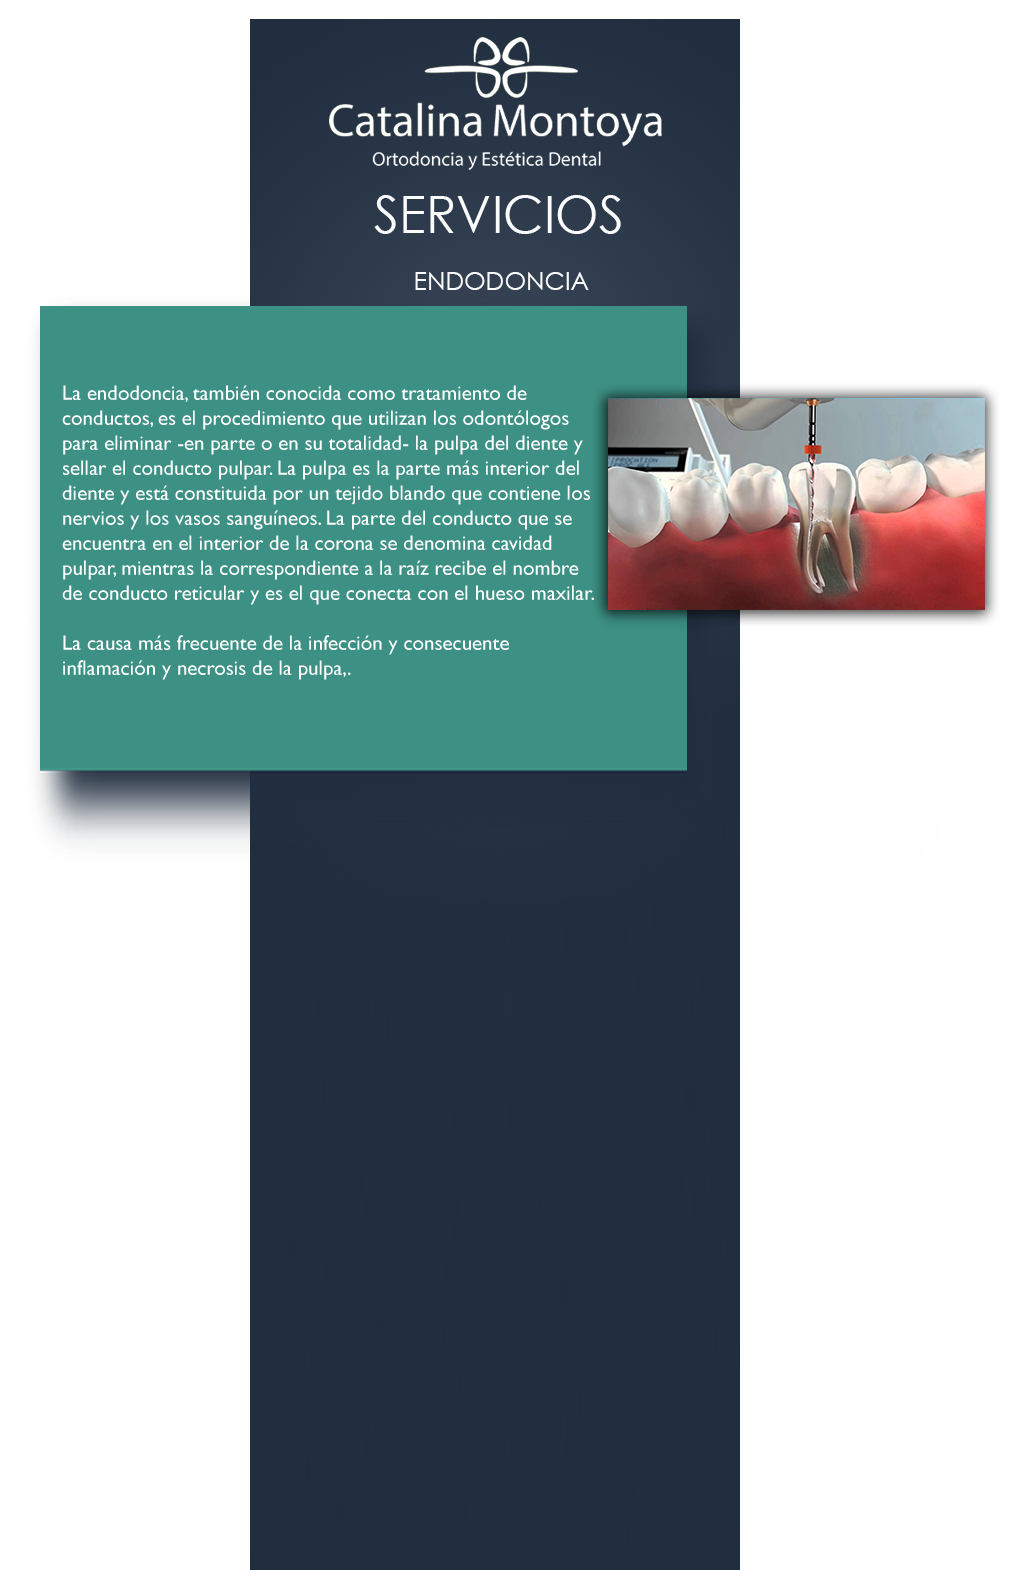 Catalina Montoya
Ortodoncia y Estética Dental
SERVICIOS
ENDODONCIA
La endodoncia, también conocida como tratamiento de
conductos, es el procedimiento que utilizan los odontólogos
para eliminar -en parte o en su totalidad- la pulpa del diente y
sellar el conducto pulpar. La pulpa es la parte más interior del
diente y está constituida por un tejido blando que contiene los
nervios y los vasos sanguíneos. La parte del conducto que se
encuentra en el interior de la corona se denomina cavidad
pulpar, mientras la correspondiente a la raíz recibe el nombre
de conducto reticular y es el que conecta con el hueso maxilar.
La causa más frecuente de la infección y consecuente
inflamación y necrosis de la pulpa,.